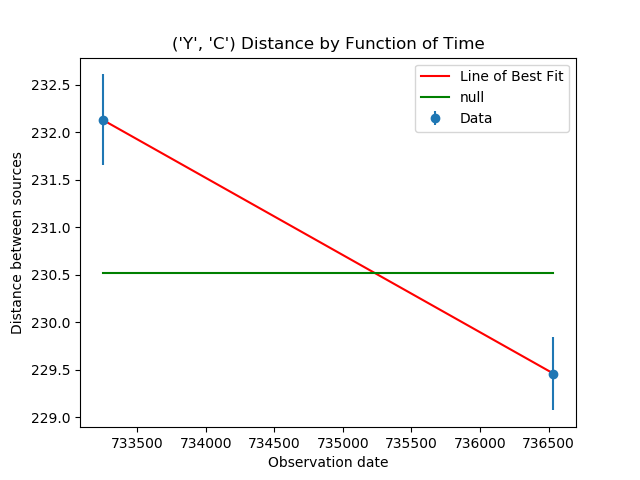 ('Y', 'C') Distance by Function of Time
Line of Best Fit
null
Data
Distance between sources
232.5
232.0
231.5
231.0
230.5
230.0
229.5
229.0
733500 734000 734500 735000 735500 736000 736500
Observation date